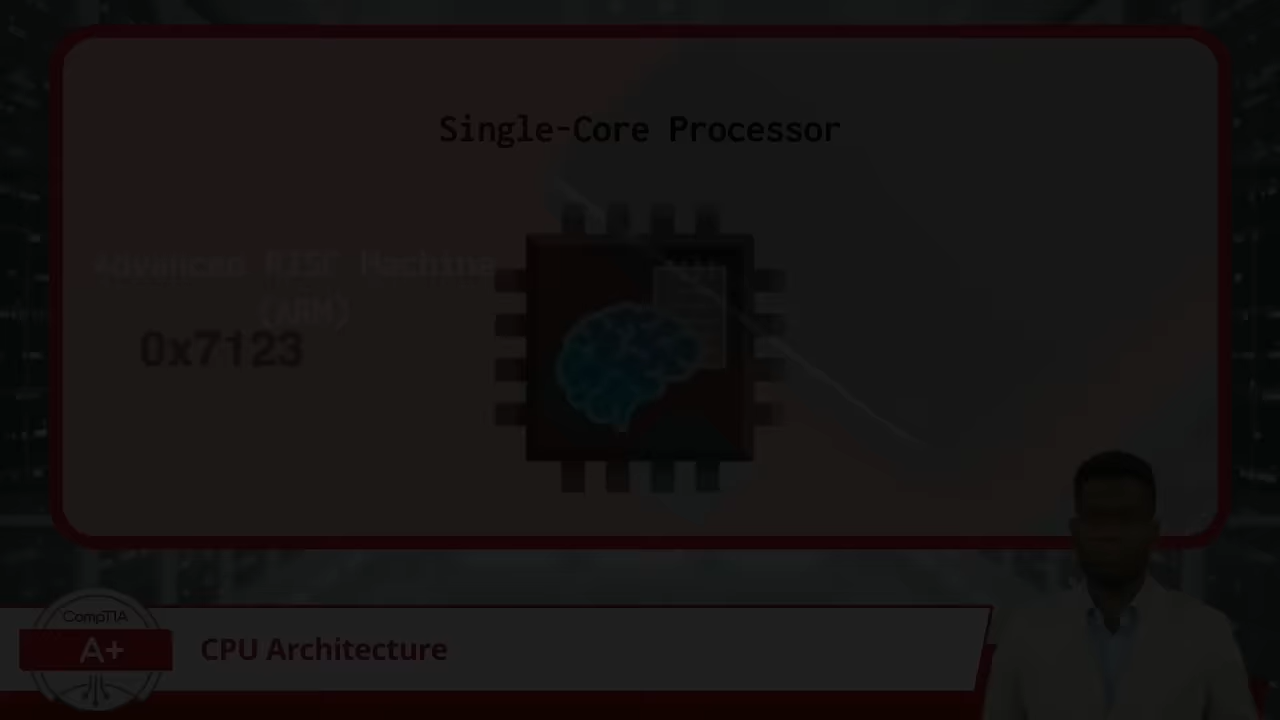 Single-Core Processor
Advanced RISC Machine
(ARM)
0x7123
CompTIA
A+
CPU Architecture